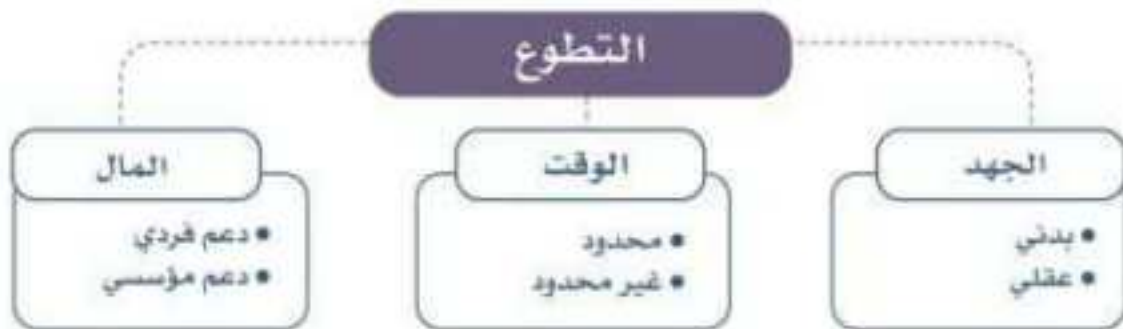 التطوع
الجهد
• بدني
• عقلي
الوقت
• محدود
• غير محدود
المال
• دعم فردي
• دعم مؤسسي